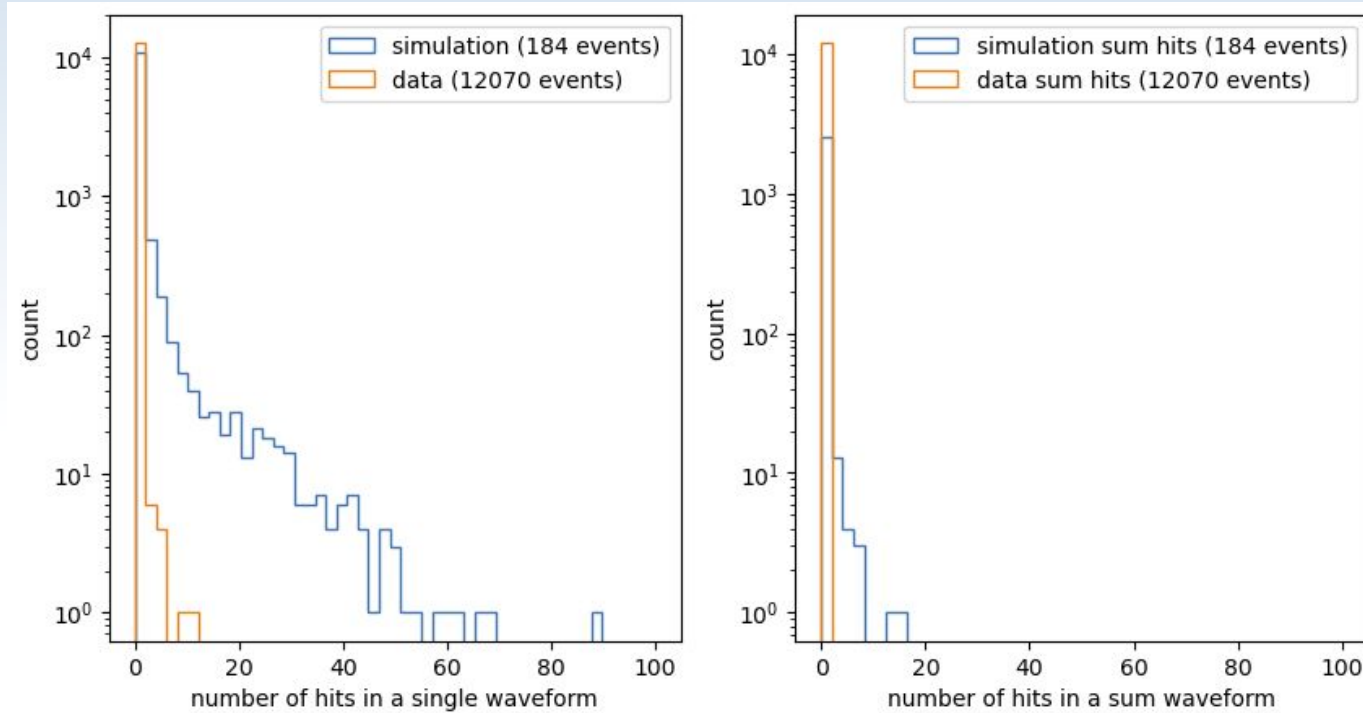 simulation (184 events)
data (12070 events)
10⁴
10³
10²
10¹
10⁰
count
0 20 40 60 80 100
number of hits in a single waveform
simulation sum hits (184 events)
data sum hits (12070 events)
10⁴
10³
10²
10¹
10⁰
count
0 20 40 60 80 100
number of hits in a sum waveform